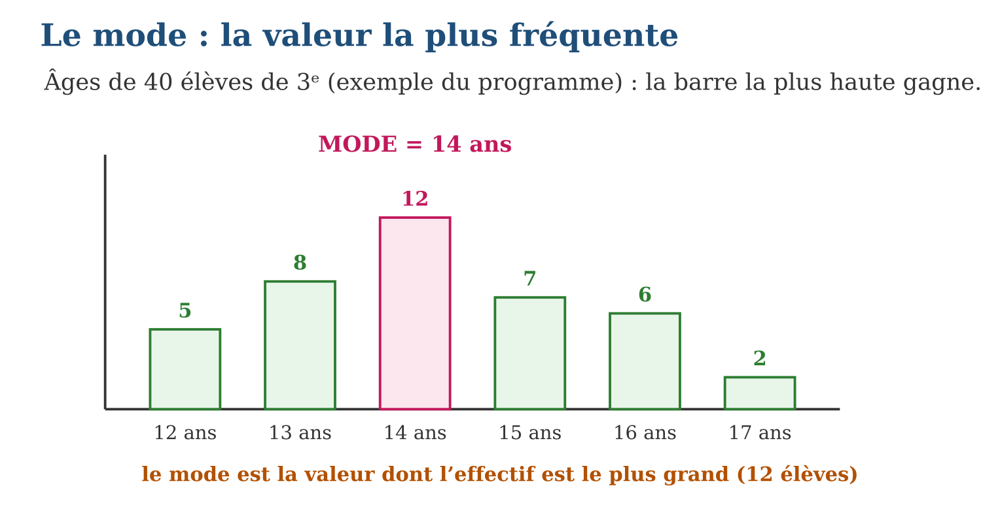 Le mode : la valeur la plus fréquente
Âges de 40 élèves de 3ᵉ (exemple du programme) : la barre la plus haute gagne.
MODE = 14 ans
12
8
7
6
5
2
12 ans
13 ans
14 ans
15 ans
16 ans
17 ans
le mode est la valeur dont l’effectif est le plus grand (12 élèves)